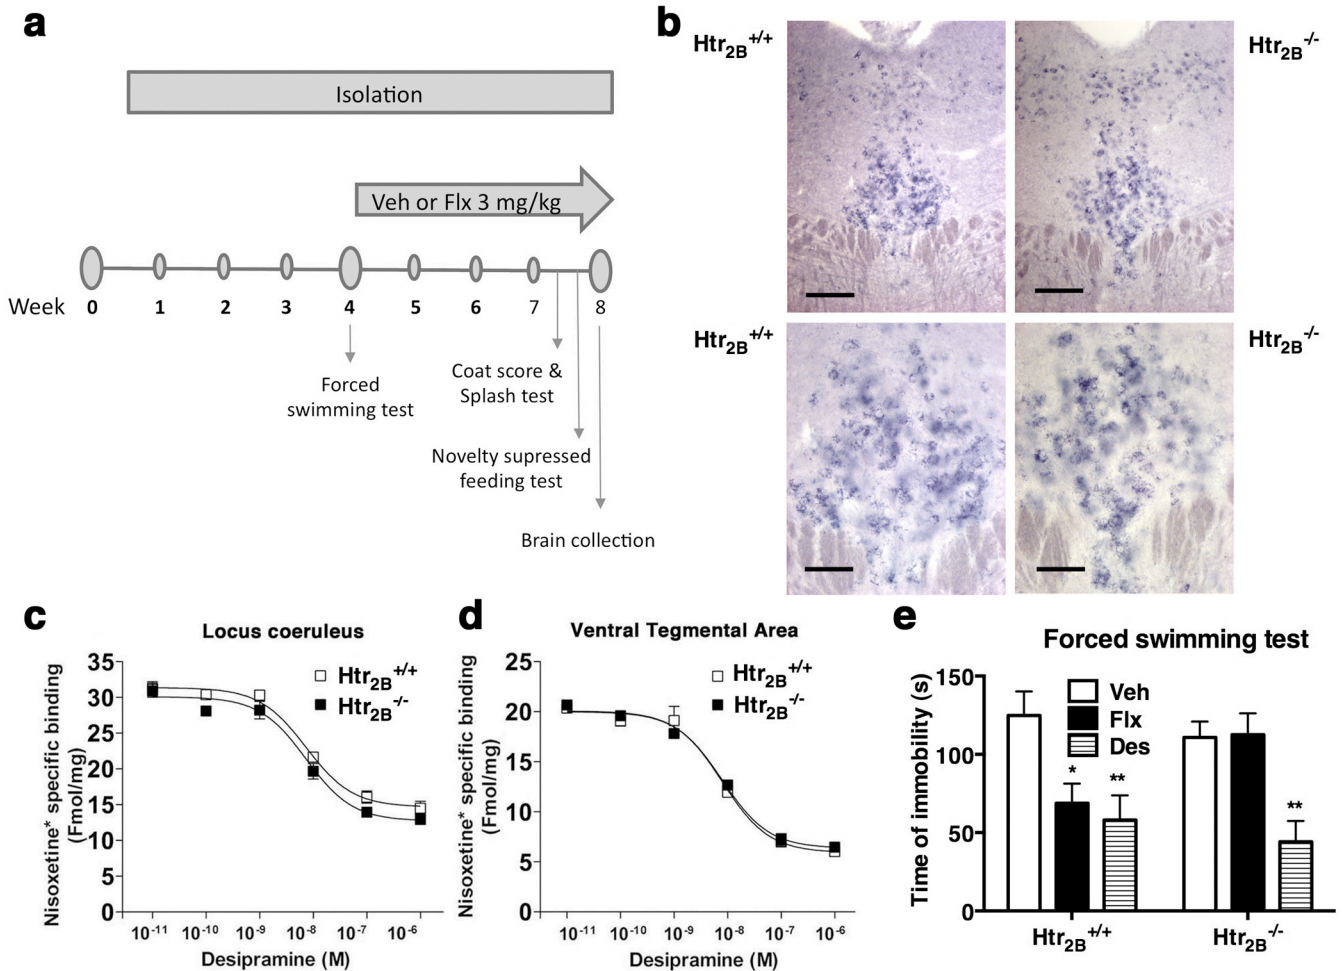 a
Isolation
Veh or Flx 3 mg/kg
Week 0 1 2 3 4 5 6 7 8
Forced
swimming test
Coat score &
Splash test
Novelty supressed
feeding test
Brain collection
b
Htr2B+/+
Htr2B-/-
Htr2B+/+
Htr2B-/-
c
Locus coeruleus
Nisoxetine* specific binding
(Fmol/mg)
35
30
25
20
15
10
5
0
Htr2B+/+
Htr2B-/-
10-11 10-10 10-9 10-8 10-7 10-6
Desipramine (M)
d
Ventral Tegmental Area
Nisoxetine* specific binding
(Fmol/mg)
25
20
15
10
5
0
Htr2B+/+
Htr2B-/-
10-11 10-10 10-9 10-8 10-7 10-6
Desipramine (M)
e
Forced swimming test
Time of immobility (s)
150
100
50
0
Veh
Flx
Des
* ** **
Htr2B+/+ Htr2B-/-